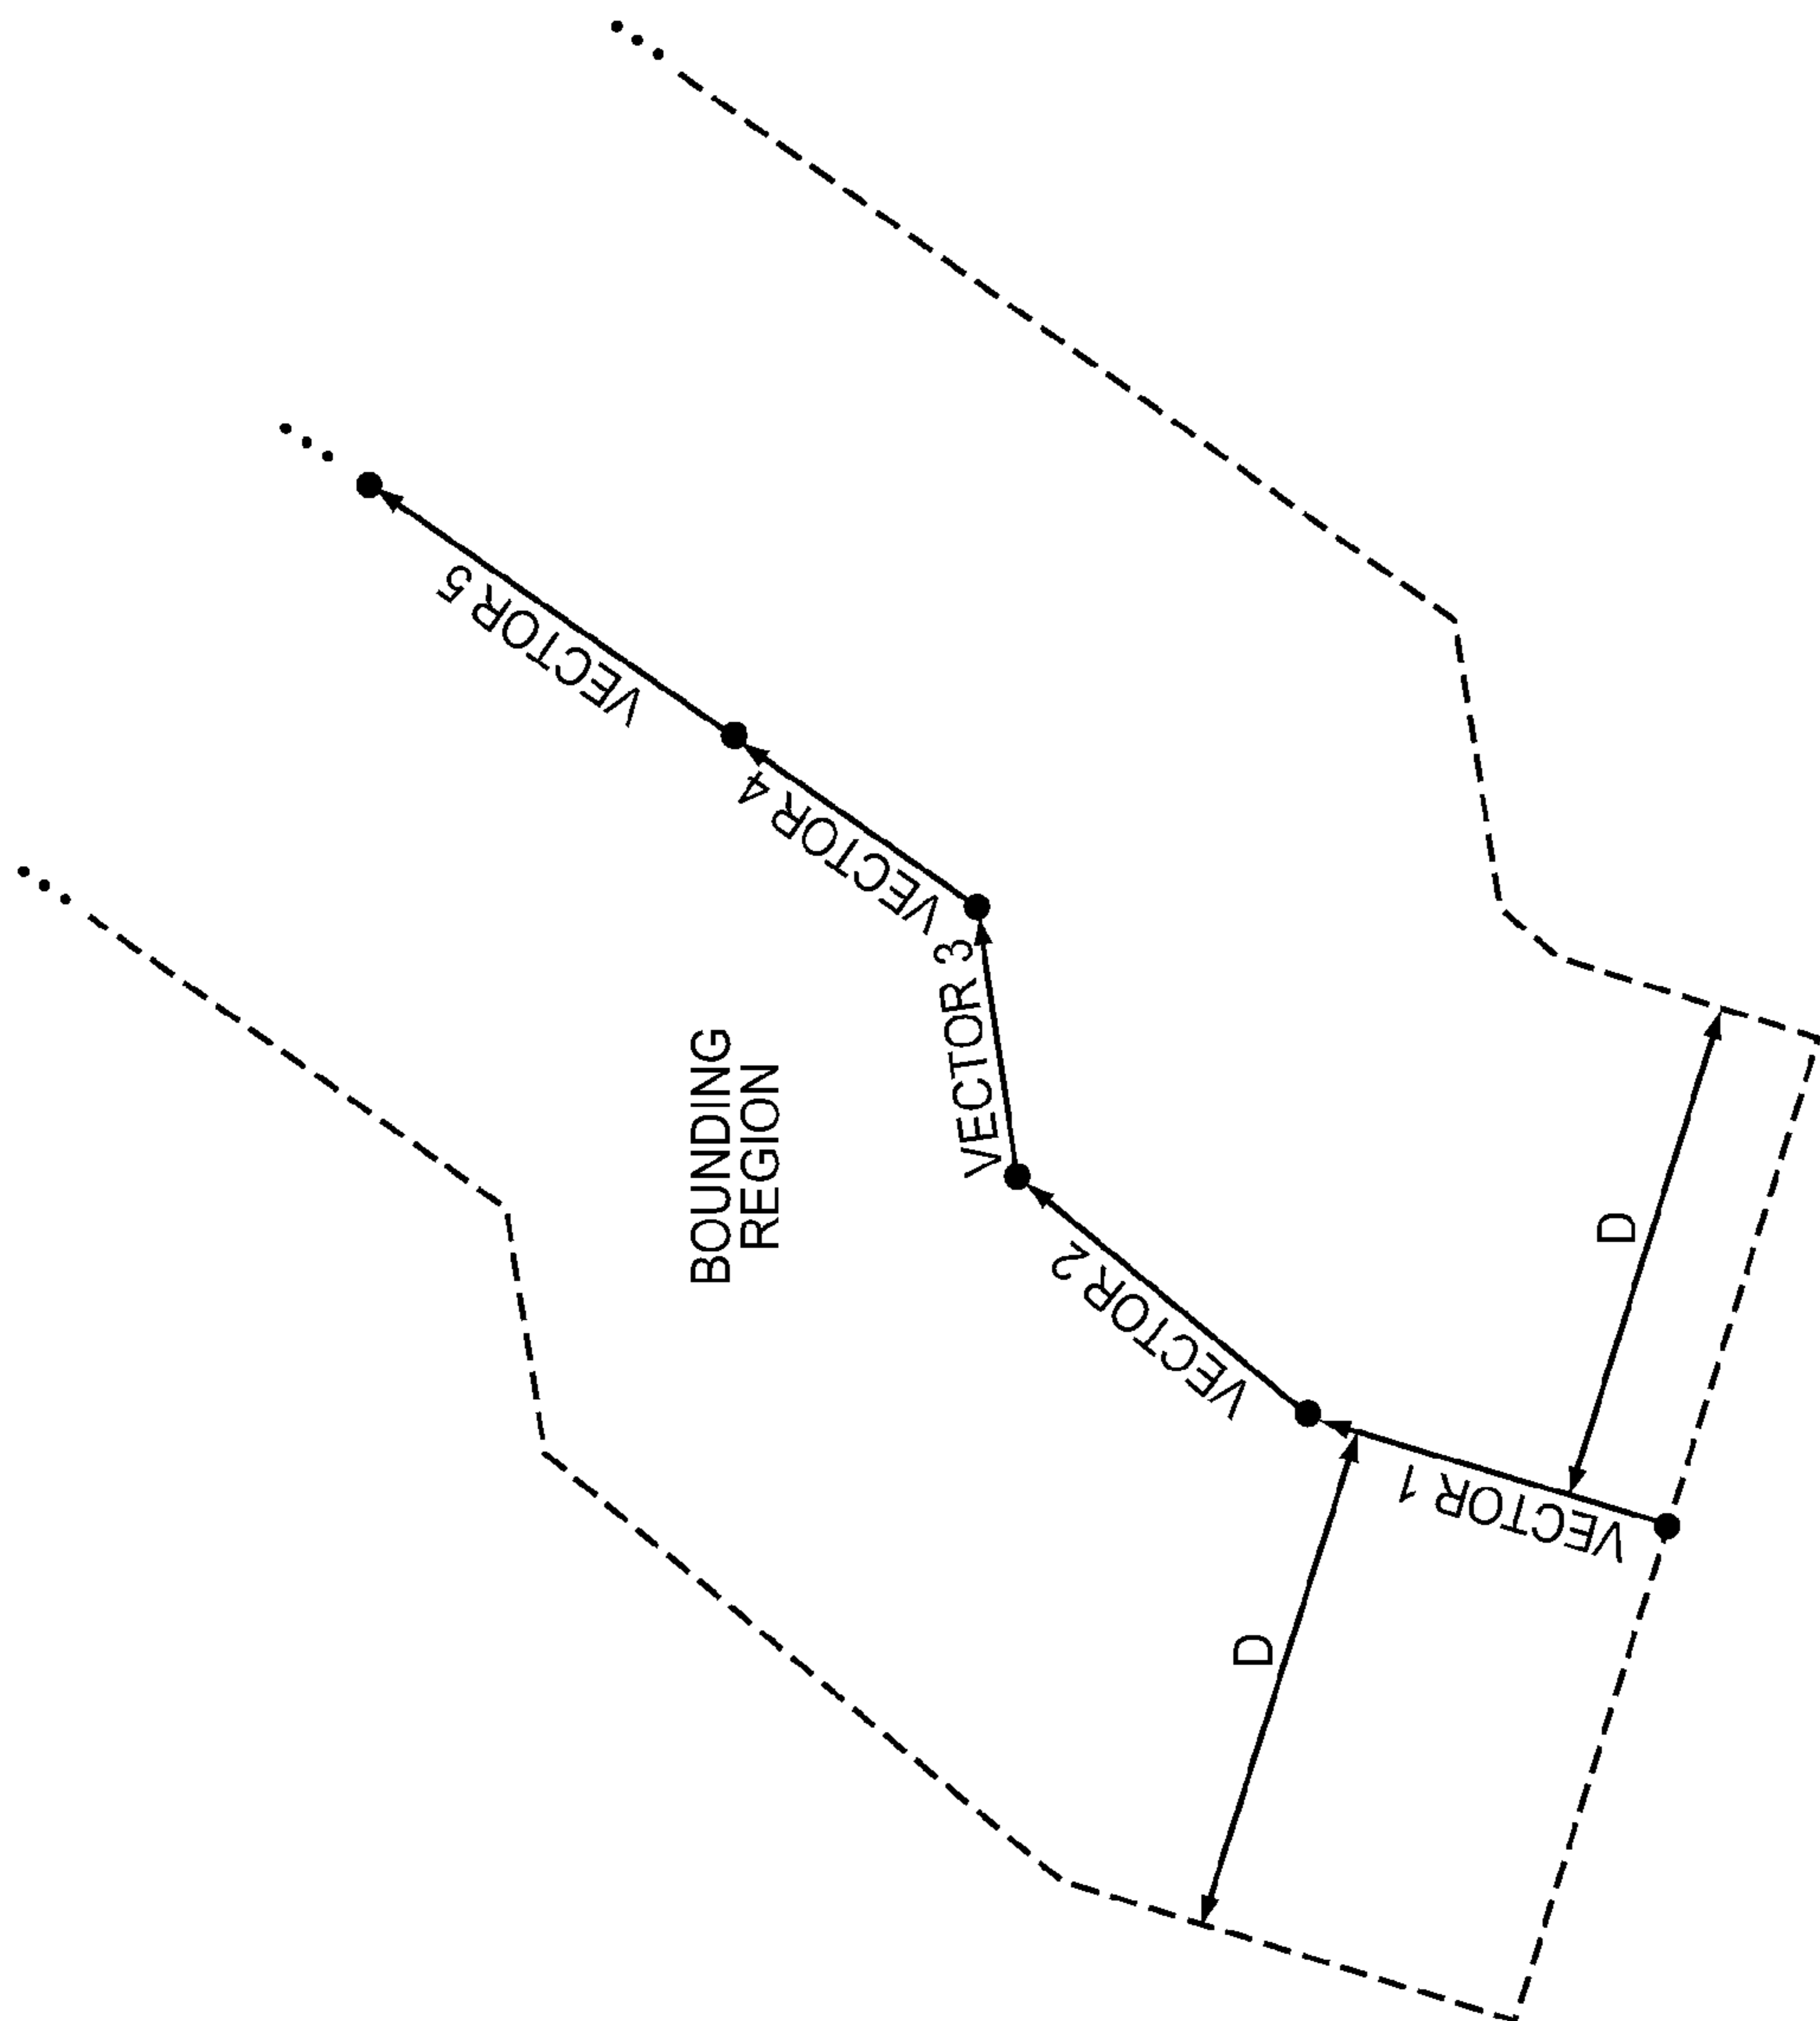 VECTOR 5
VECTOR 4
VECTOR 3
BOUNDING
REGION
VECTOR 2
D
VECTOR 1
D